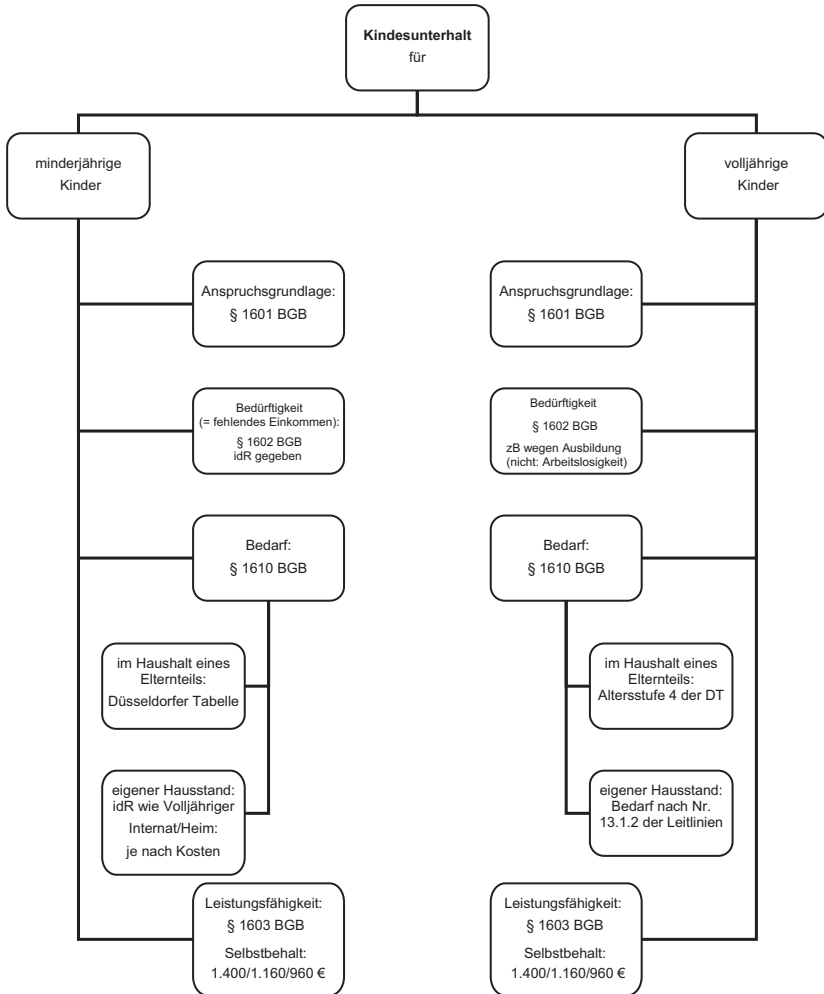 Kindesunterhalt
für
minderjährige
Kinder
volljährige
Kinder
Anspruchsgrundlage:
§ 1601 BGB
Anspruchsgrundlage:
§ 1601 BGB
Bedürftigkeit
(= fehlendes Einkommen):
§ 1602 BGB
idR gegeben
Bedürftigkeit
§ 1602 BGB
zB wegen Ausbildung
(nicht: Arbeitslosigkeit)
Bedarf:
§ 1610 BGB
Bedarf:
§ 1610 BGB
im Haushalt eines
Elternteils:
Düsseldorfer Tabelle
im Haushalt eines
Elternteils:
Altersstufe 4 der DT
eigener Hausstand:
idR wie Volljähriger
Internat/Heim:
je nach Kosten
eigener Hausstand:
Bedarf nach Nr.
13.1.2 der Leitlinien
Leistungsfähigkeit:
§ 1603 BGB
Selbstbehalt:
1.400/1.160/960 €
Leistungsfähigkeit:
§ 1603 BGB
Selbstbehalt:
1.400/1.160/960 €